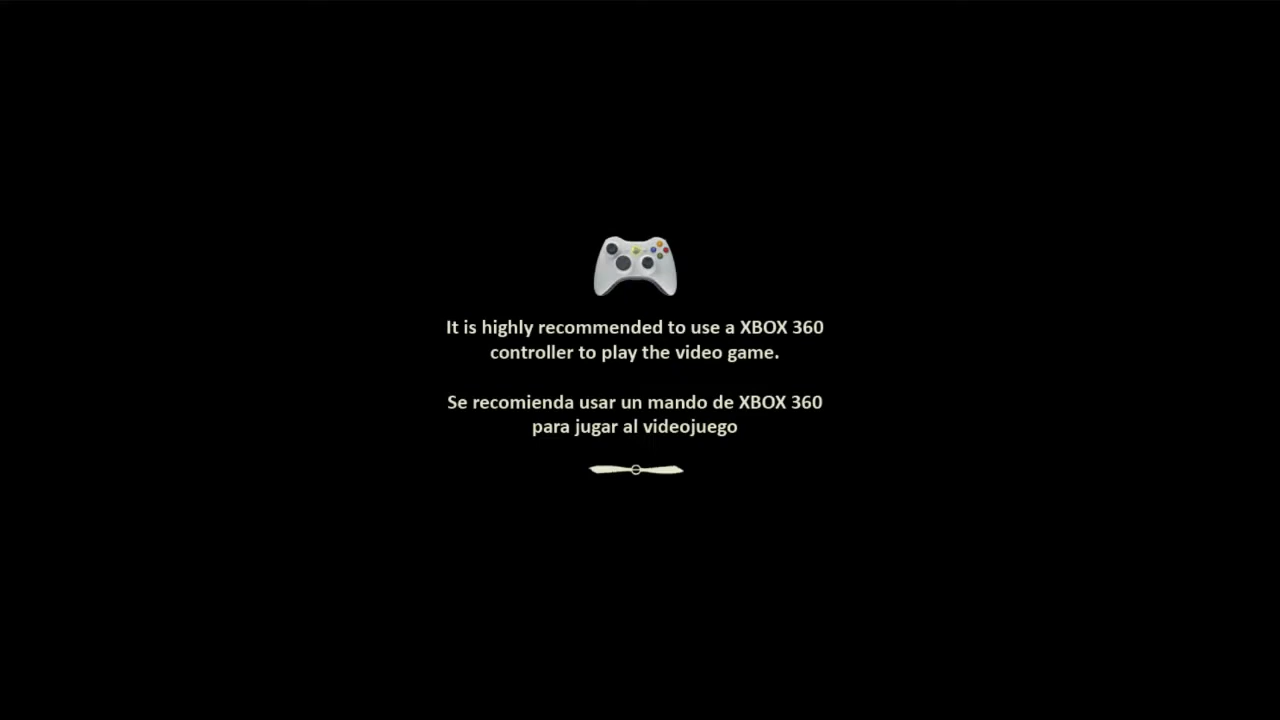 It is highly recommended to use a XBOX 360
controller to play the video game.
Se recomienda usar un mando de XBOX 360
para jugar al videojuego